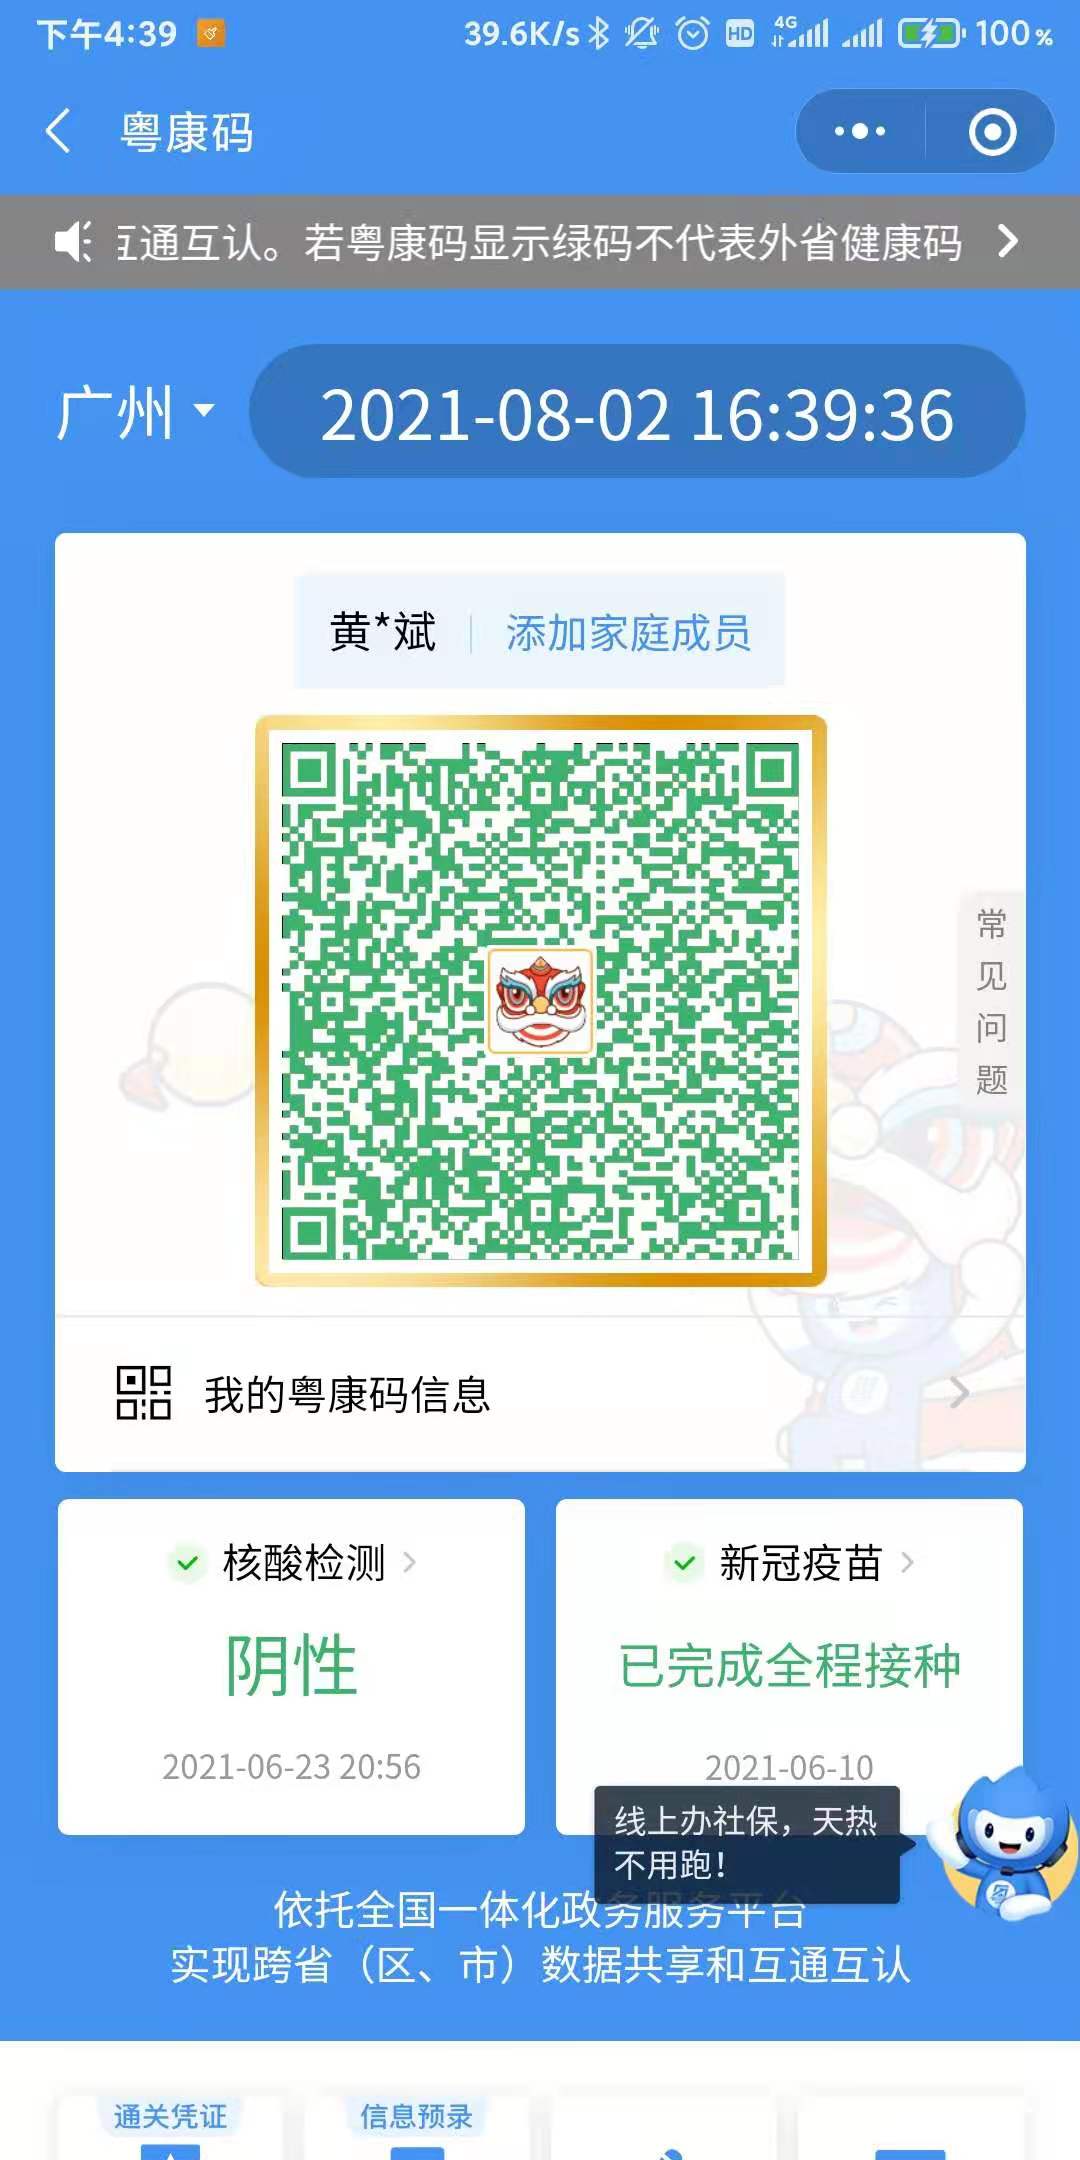 下午4:39
39.6K/s
HD
4G
100%
粤康码
互通互认。若粤康码显示绿码不代表外省健康码
广州
2021-08-02 16:39:36
黄*斌
添加家庭成员
常见问题
我的粤康码信息
核酸检测
阴性
2021-06-23 20:56
新冠疫苗
已完成全程接种
2021-06-10
线上办社保，天热
不用跑！
粤
依托全国一体化政务服务平台
实现跨省（区、市）数据共享和互通互认
通关凭证
信息预录